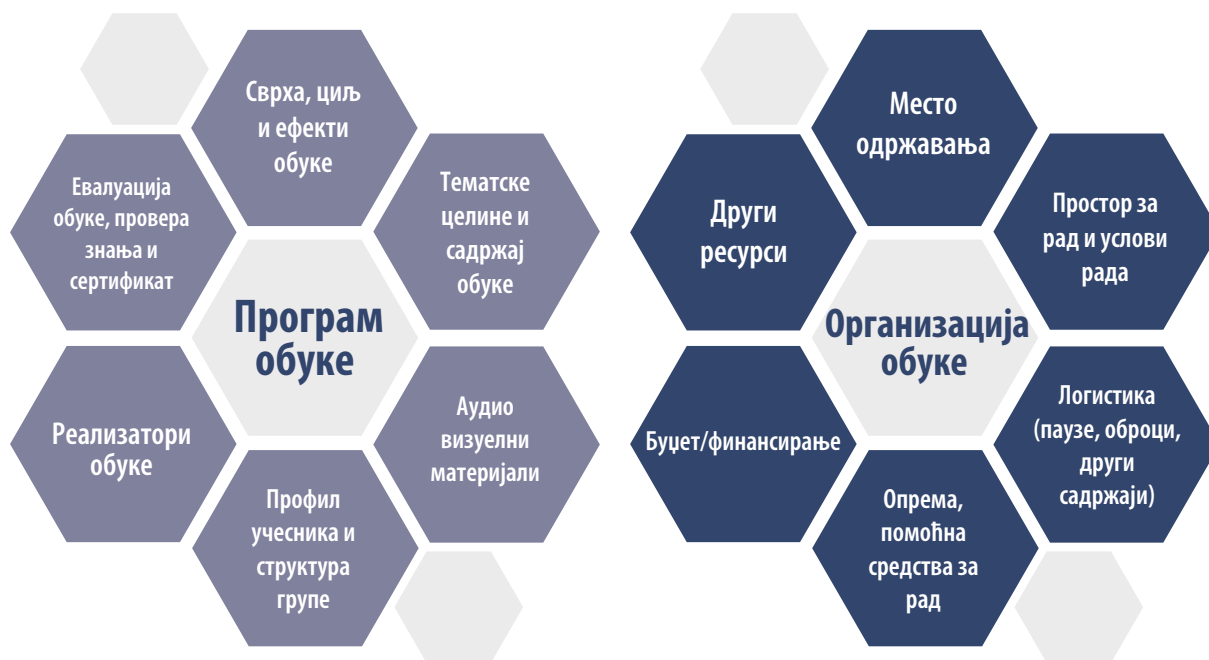 Сврха, циљ
и ефекти
обуке
Тематске
целине и
садржај
обуке
Аудио
визуелни
материјали
Профил
учесника и
структура
групе
Реализатори
обуке
Евалуација
обуке, провера
знања и
сертификат
Програм
обуке
Место
одржавања
Простор за
рад и услови
рада
Логистика
(паузе, оброци,
други
садржаји)
Опрема,
помоћна
средства за
рад
Буџет/финансирање
Други
ресурси
Организација
обуке